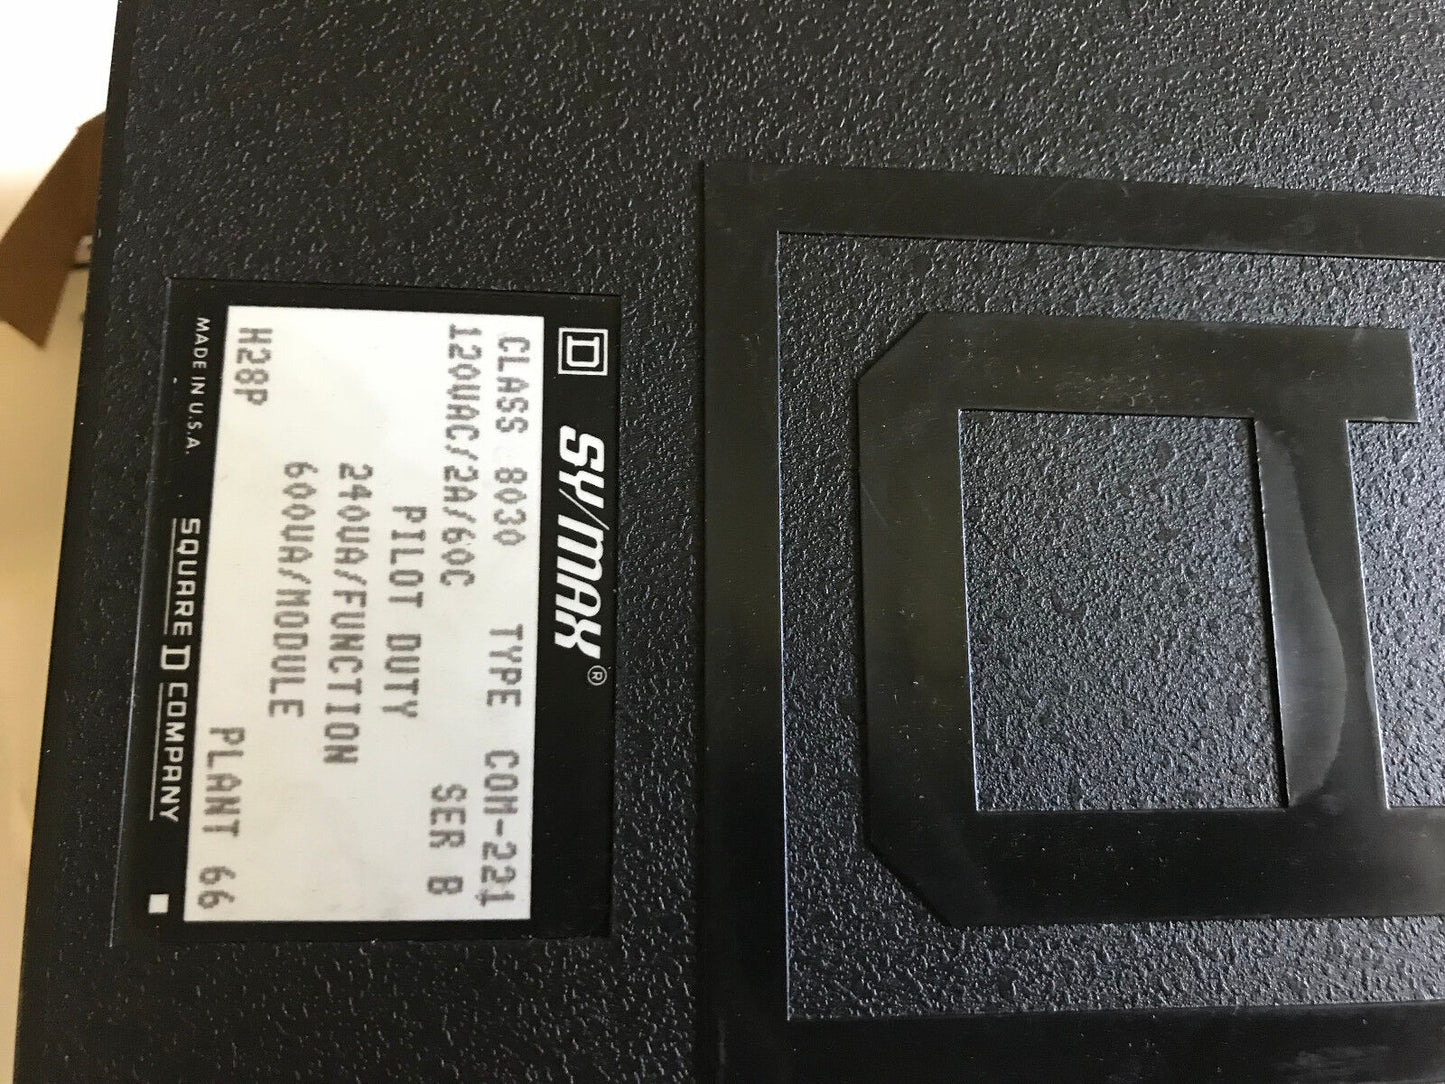 D SY/MAX®
CLASS 8030 TYPE COM-221
120VAC/2A/60C SER B
PILOT DUTY
240VA/FUNCTION
600VA/MODULE
H28P PLANT 66
MADE IN U.S.A. SQUARE D COMPANY
D